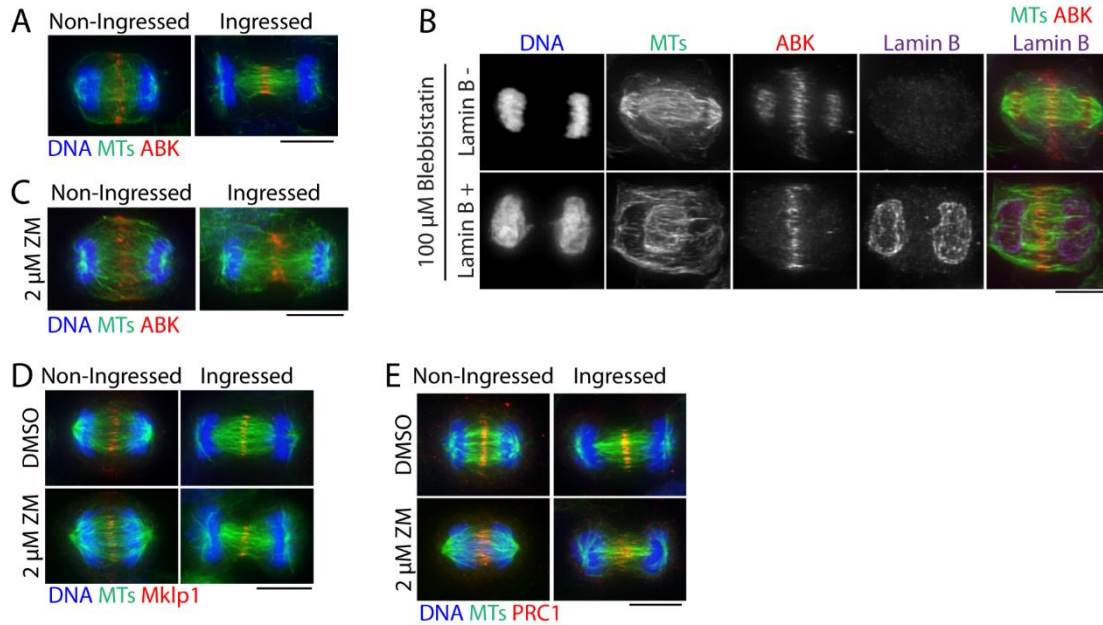 A
Non-Ingressed Ingressed
DNA MTs ABK
B
DNA MTs ABK Lamin B MTs ABK Lamin B
100 µM Blebbistatin
Lamin B -
Lamin B +
C
Non-Ingressed Ingressed
2 µM ZM
DNA MTs ABK
D
Non-Ingressed Ingressed
DMSO
2 µM ZM
DNA MTs Mklp1
E
Non-Ingressed Ingressed
DMSO
2 µM ZM
DNA MTs PRC1